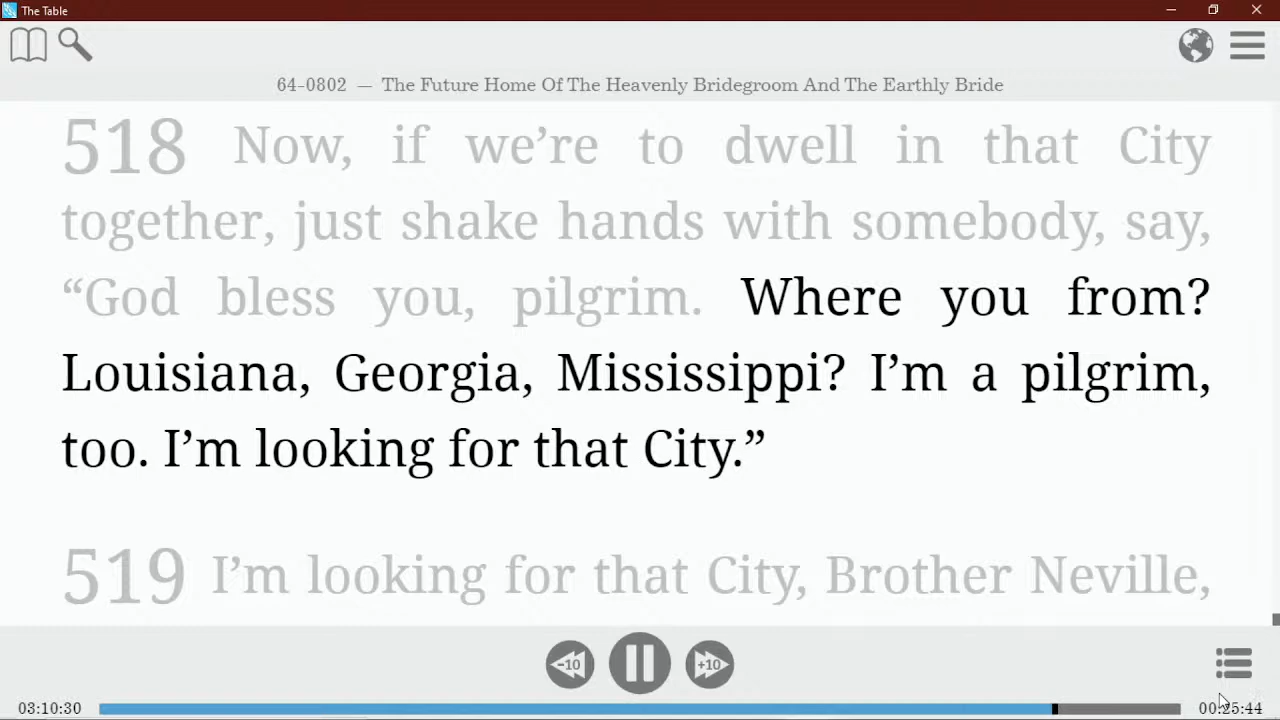 The Table
64-0802 — The Future Home Of The Heavenly Bridegroom And The Earthly Bride
518 Now, if we’re to dwell in that City
together, just shake hands with somebody, say,
“God bless you, pilgrim. Where you from?
Louisiana, Georgia, Mississippi? I’m a pilgrim,
too. I’m looking for that City.”
519 I’m looking for that City, Brother Neville,
-10 +10
03:10:30 00:25:44